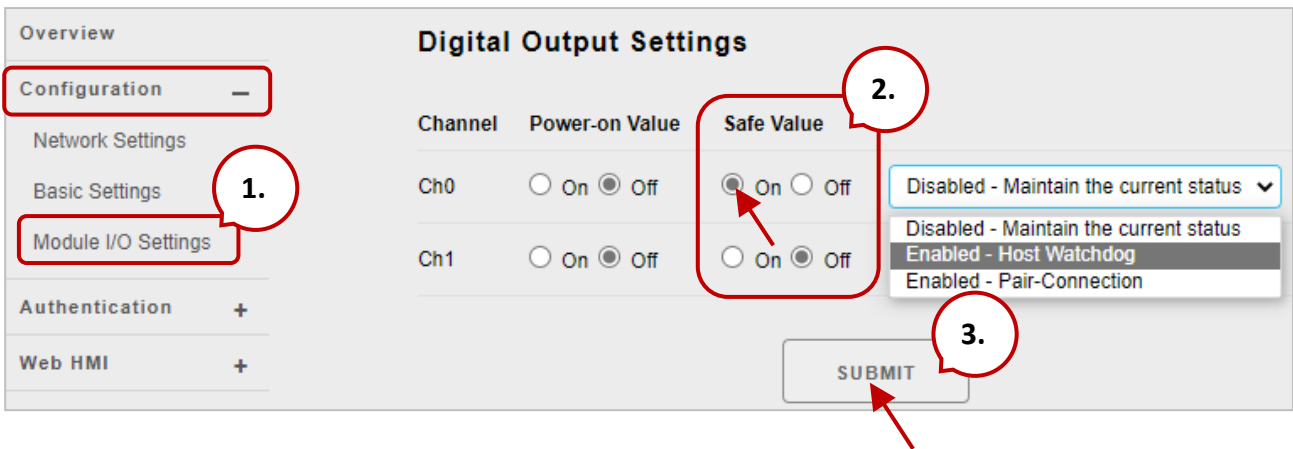 Overview
Configuration −
Network Settings
Basic Settings
1.
Module I/O Settings
Authentication +
Web HMI +
Digital Output Settings
2.
Channel Power-on Value Safe Value
Ch0 On Off On Off Disabled - Maintain the current status
Disabled - Maintain the current status
Enabled - Host Watchdog
Enabled - Pair-Connection
Ch1 On Off On Off
3.
SUBMIT